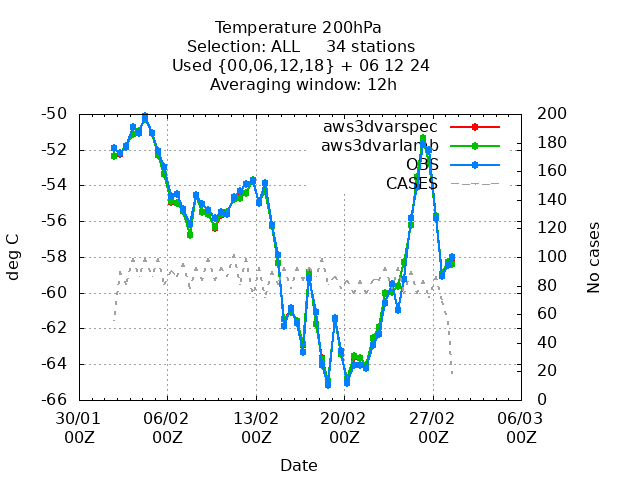 Temperature 200hPa
Selection: ALL 34 stations
Used {00,06,12,18} + 06 12 24
Averaging window: 12h
-50 200
aws3dvarspec
-52 180
aws3dvarlamb
OBS
160
-54 CASES
140
-56 120
deg C
-58 100
No cases
-60 80
60
-62
40
-64 20
-66 0
30/01 06/02 13/02 20/02 27/02 06/03
00Z 00Z 00Z 00Z 00Z 00Z
Date